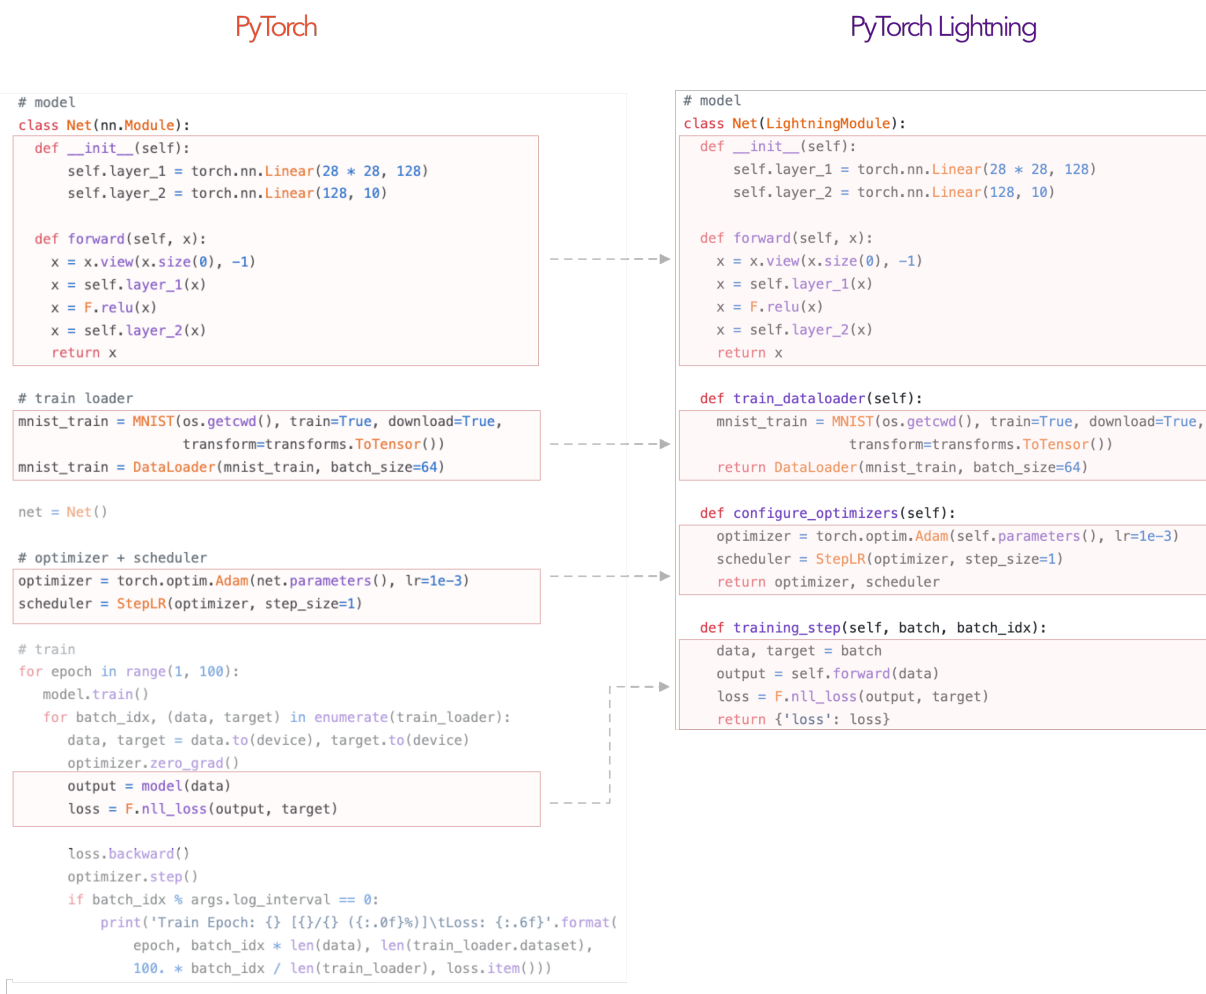 PyTorch
# model
class Net(nn.Module):
def __init__(self):
self.layer_1 = torch.nn.Linear(28 * 28, 128)
self.layer_2 = torch.nn.Linear(128, 10)
def forward(self, x):
x = x.view(x.size(0), -1)
x = self.layer_1(x)
x = F.relu(x)
x = self.layer_2(x)
return x
# train loader
mnist_train = MNIST(os.getcwd(), train=True, download=True,
transform=transforms.ToTensor())
mnist_train = DataLoader(mnist_train, batch_size=64)
net = Net()
# optimizer + scheduler
optimizer = torch.optim.Adam(net.parameters(), lr=1e-3)
scheduler = StepLR(optimizer, step_size=1)
# train
for epoch in range(1, 100):
model.train()
for batch_idx, (data, target) in enumerate(train_loader):
data, target = data.to(device), target.to(device)
optimizer.zero_grad()
output = model(data)
loss = F.nll_loss(output, target)
loss.backward()
optimizer.step()
if batch_idx % args.log_interval == 0:
print('Train Epoch: {} [{}/{} ({:.0f}%)]\tLoss: {:.6f}'.format(
epoch, batch_idx * len(data), len(train_loader.dataset),
100. * batch_idx / len(train_loader), loss.item()))
PyTorch Lightning
# model
class Net(LightningModule):
def __init__(self):
self.layer_1 = torch.nn.Linear(28 * 28, 128)
self.layer_2 = torch.nn.Linear(128, 10)
def forward(self, x):
x = x.view(x.size(0), -1)
x = self.layer_1(x)
x = F.relu(x)
x = self.layer_2(x)
return x
def train_dataloader(self):
mnist_train = MNIST(os.getcwd(), train=True, download=True,
transform=transforms.ToTensor())
return DataLoader(mnist_train, batch_size=64)
def configure_optimizers(self):
optimizer = torch.optim.Adam(self.parameters(), lr=1e-3)
scheduler = StepLR(optimizer, step_size=1)
return optimizer, scheduler
def training_step(self, batch, batch_idx):
data, target = batch
output = self.forward(data)
loss = F.nll_loss(output, target)
return {'loss': loss}